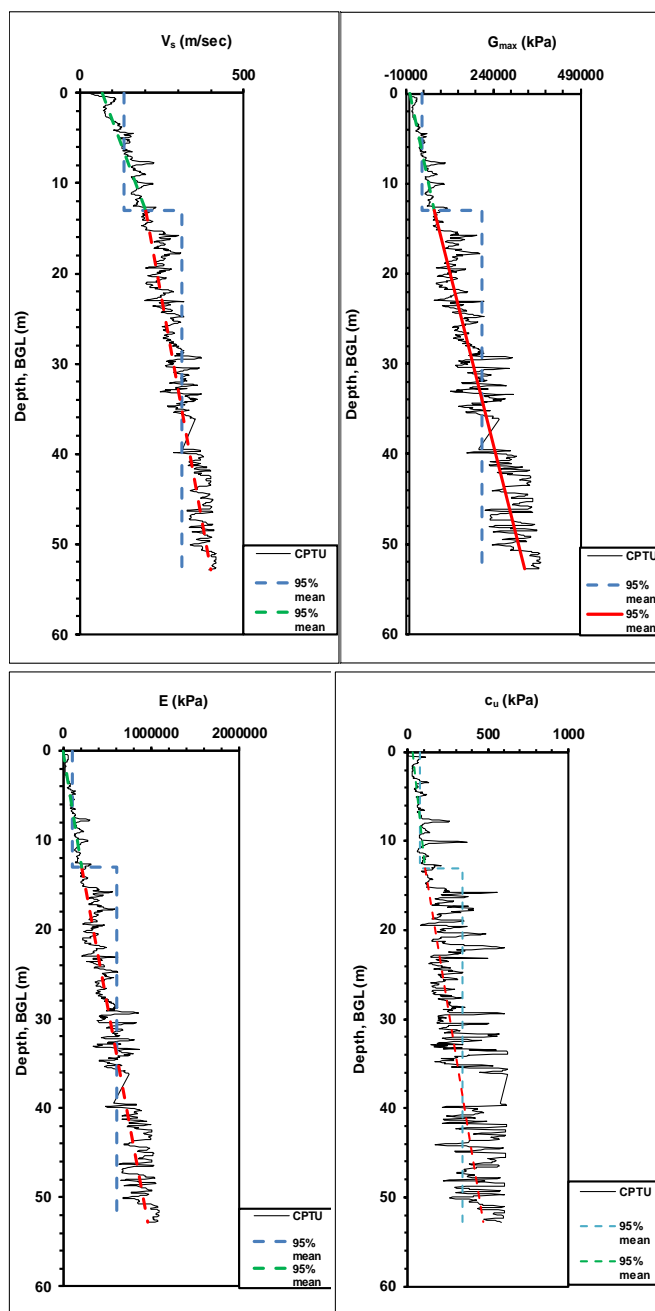 V_s (m/sec)
0 500
0
10
20
30
40
50
60
Depth, BGL (m)
CPTU
95%
mean
95%
mean
G_max (kPa)
-10000 240000 490000
0
10
20
30
40
50
60
Depth, BGL (m)
CPTU
95%
mean
95%
mean
E (kPa)
0 1000000 2000000
0
10
20
30
40
50
60
Depth, BGL (m)
CPTU
95%
mean
95%
mean
c_u (kPa)
0 500 1000
0
10
20
30
40
50
60
Depth, BGL (m)
CPTU
95%
mean
95%
mean